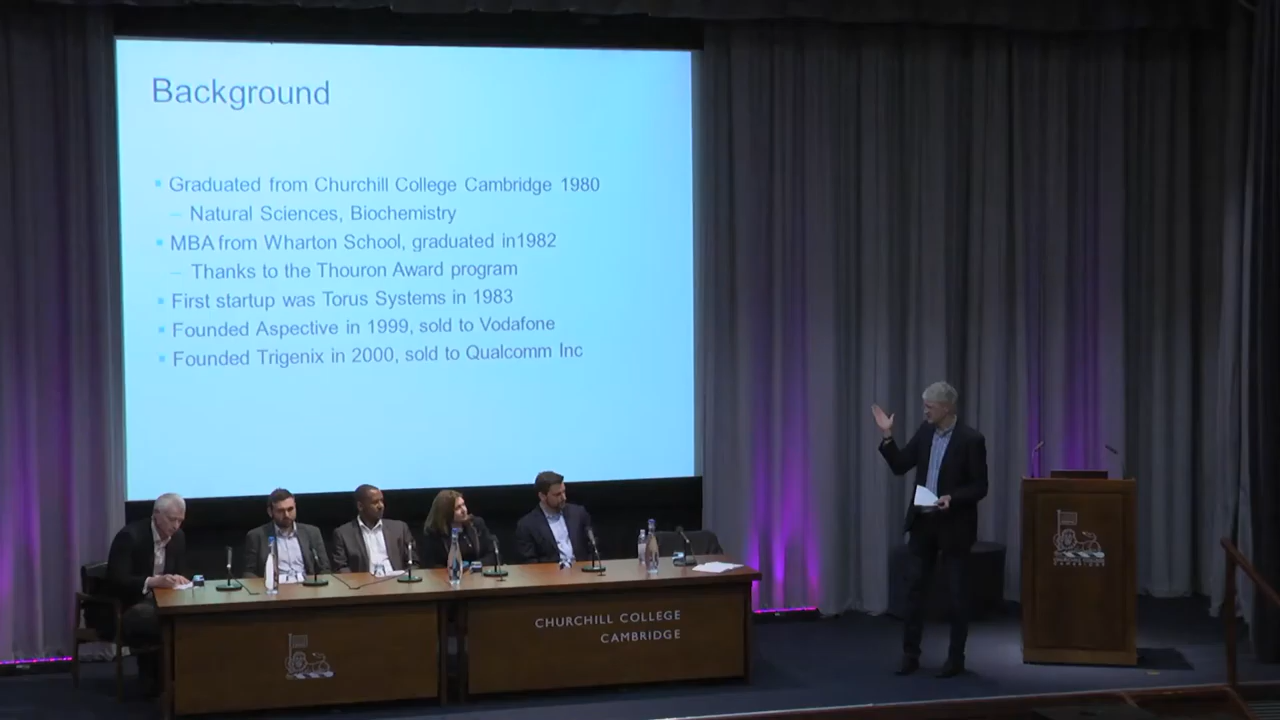 Background
Graduated from Churchill College Cambridge 1980
– Natural Sciences, Biochemistry
MBA from Wharton School, graduated in1982
– Thanks to the Thouron Award program
First startup was Torus Systems in 1983
Founded Aspective in 1999, sold to Vodafone
Founded Trigenix in 2000, sold to Qualcomm Inc
CHURCHILL COLLEGE
CAMBRIDGE
CAMBRIDGE